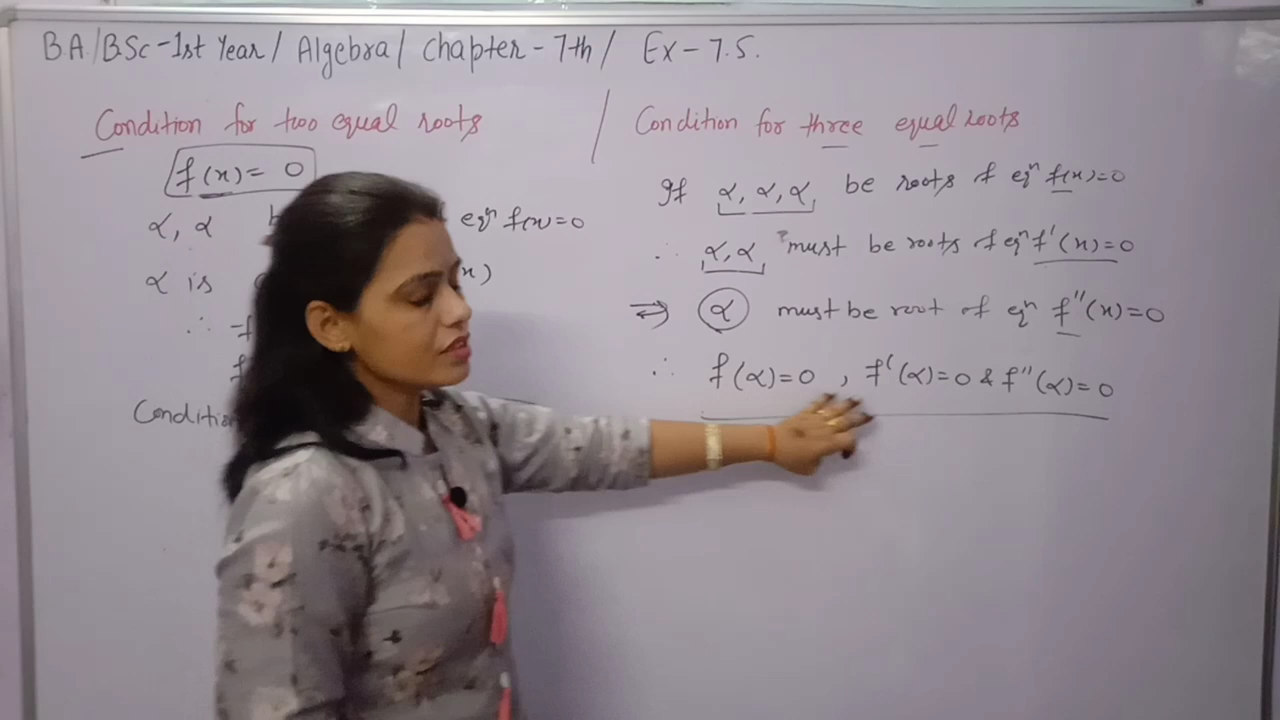 BA/BSc-1st Year/ Algebra/ Chapter-7th/ Ex-7.5.
Condition for two equal roots
f(x)= 0
α, α eqⁿ f(x)=0
α is x)
∴
Condition
Condition for three equal roots
If α, α, α be roots of eqⁿ f(x)=0
∴ α, α must be roots of eqⁿ f'(x)=0
⇒ α must be root of eqⁿ f''(x)=0
∴ f(α)=0 , f'(α)=0 & f''(α)=0